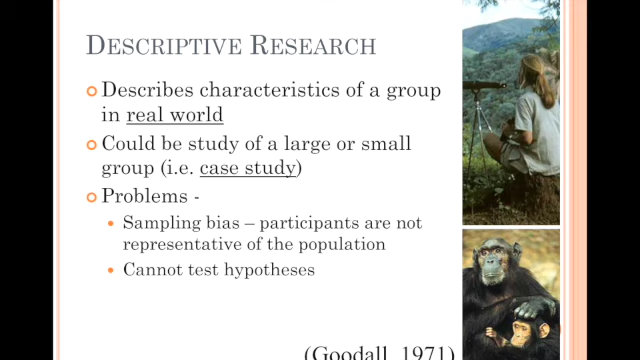 DESCRIPTIVE RESEARCH
Describes characteristics of a group
in real world
Could be study of a large or small
group (i.e. case study)
Problems -
Sampling bias – participants are not
representative of the population
Cannot test hypotheses
(Goodall, 1971)